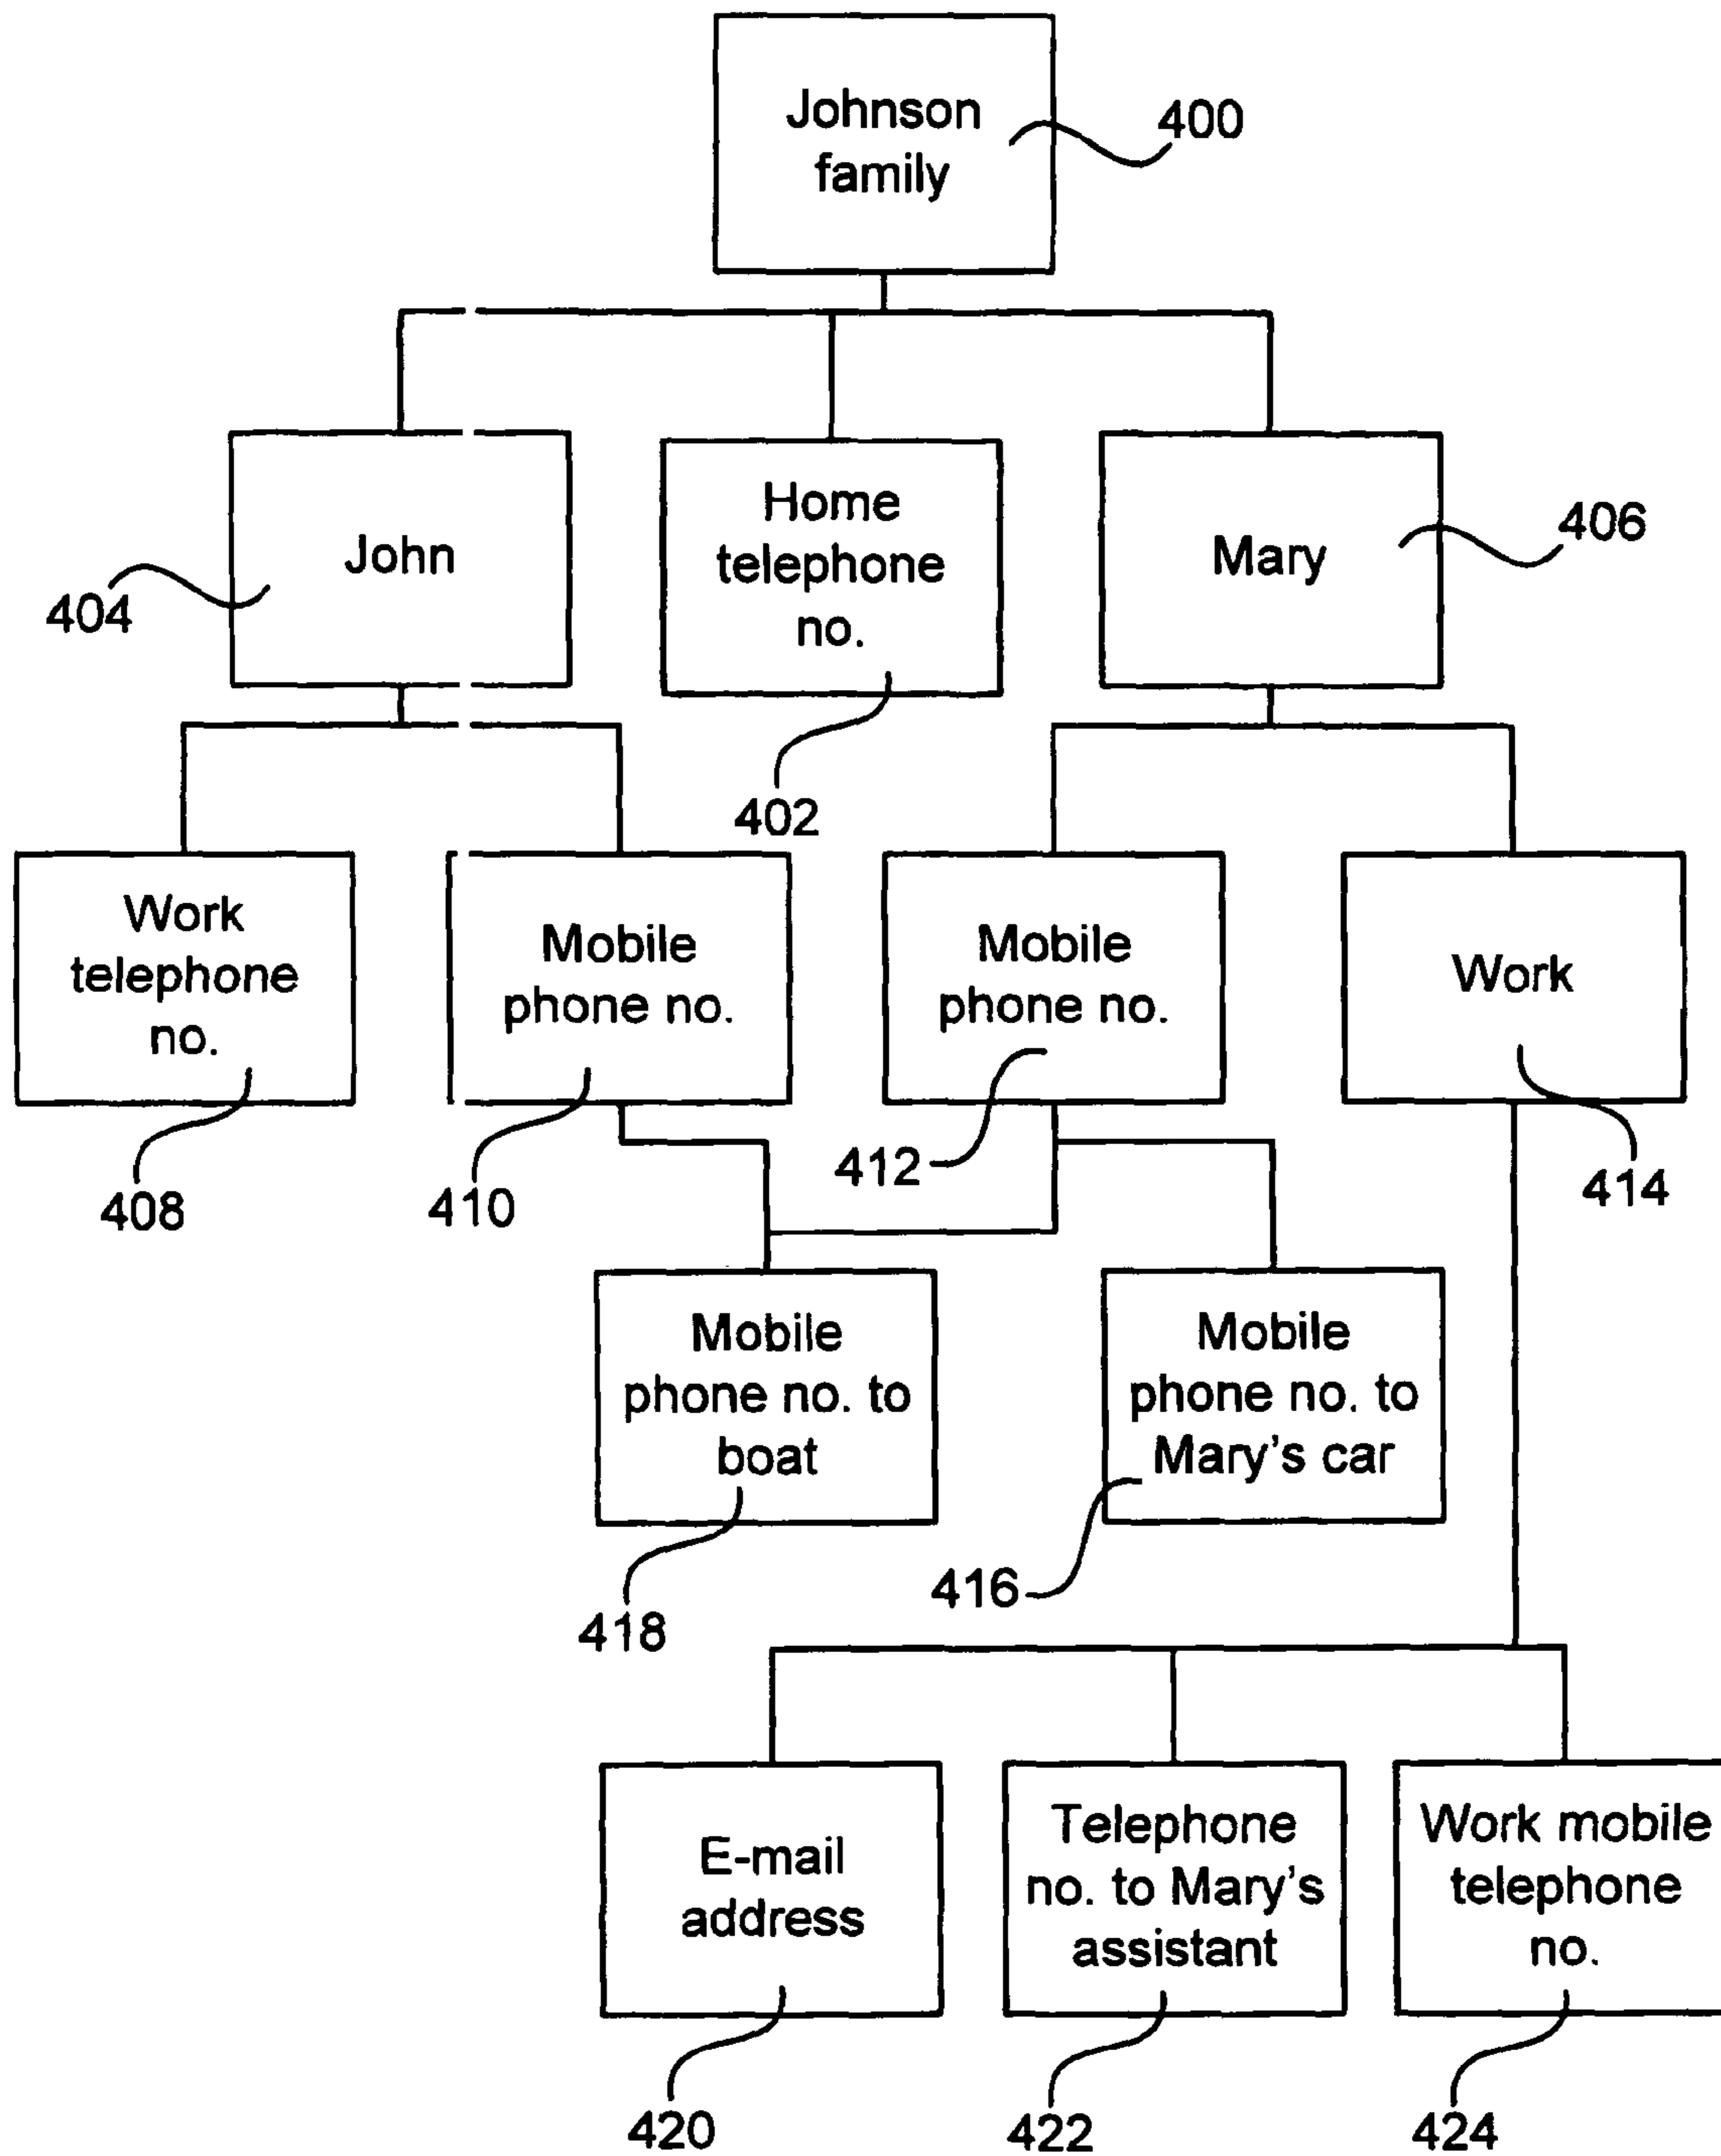 Johnson
family
400
John
404
Home
telephone
no.
402
Mary
406
Work
telephone
no.
408
Mobile
phone no.
410
Mobile
phone no.
412
Work
414
Mobile
phone no. to
boat
418
Mobile
phone no. to
Mary's car
416
E-mail
address
420
Telephone
no. to Mary's
assistant
422
Work mobile
telephone
no.
424